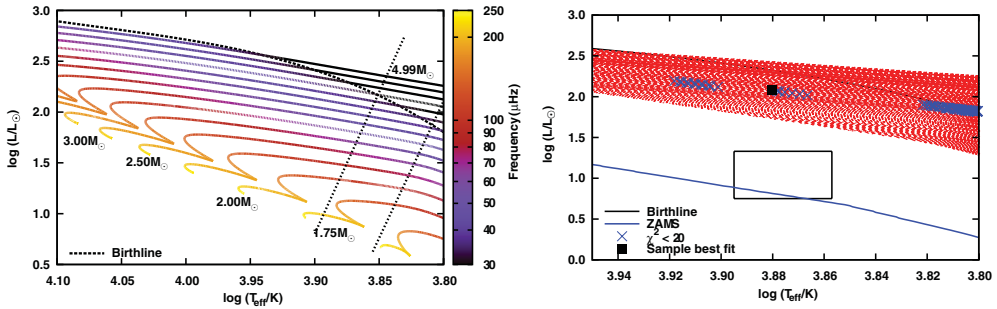 3.0
2.5
2.0
1.5
1.0
0.5
log (L/L☉)
4.10 4.05 4.00 3.95 3.90 3.85 3.80
log (Teff/K)
4.99M☉
3.00M☉
2.50M☉
2.00M☉
1.75M☉
Birthline
250
200
100
90
80
70
60
50
40
30
Frequency (μHz)
3.0
2.5
2.0
1.5
1.0
0.5
0.0
log (L/L☉)
Birthline
ZAMS
χ² < 20
Sample best fit
3.94 3.92 3.90 3.88 3.86 3.84 3.82 3.80
log (Teff/K)